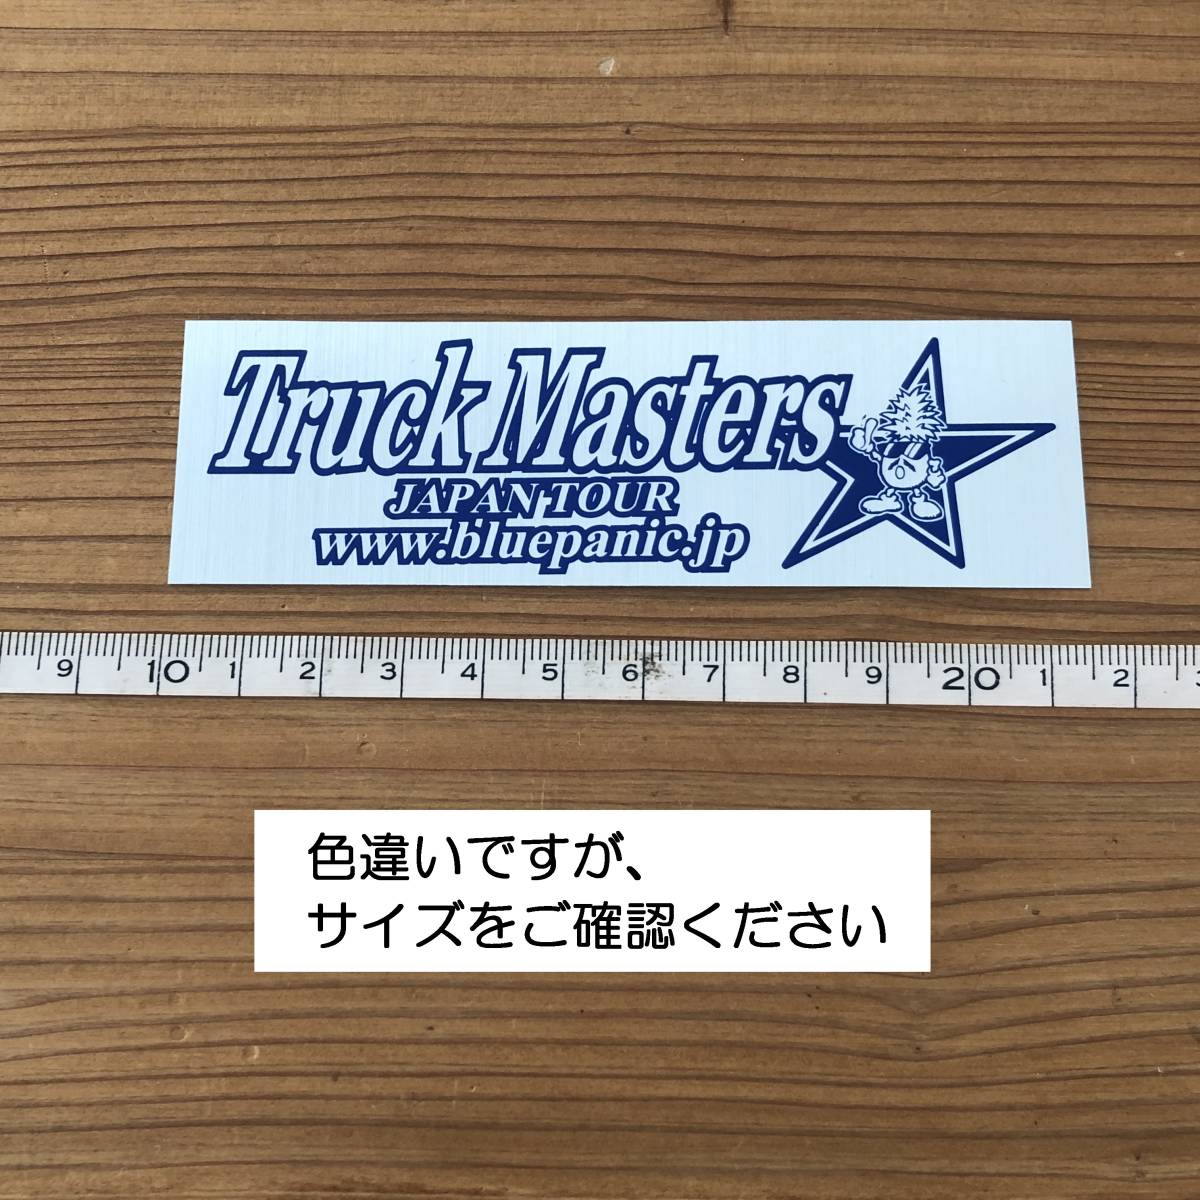 Truck Masters
JAPAN TOUR
www.bluepanic.jp
9 10 1 2 3 4 5 6 7 8 9 20 1 2 3
色違いですが、
サイズをご確認ください